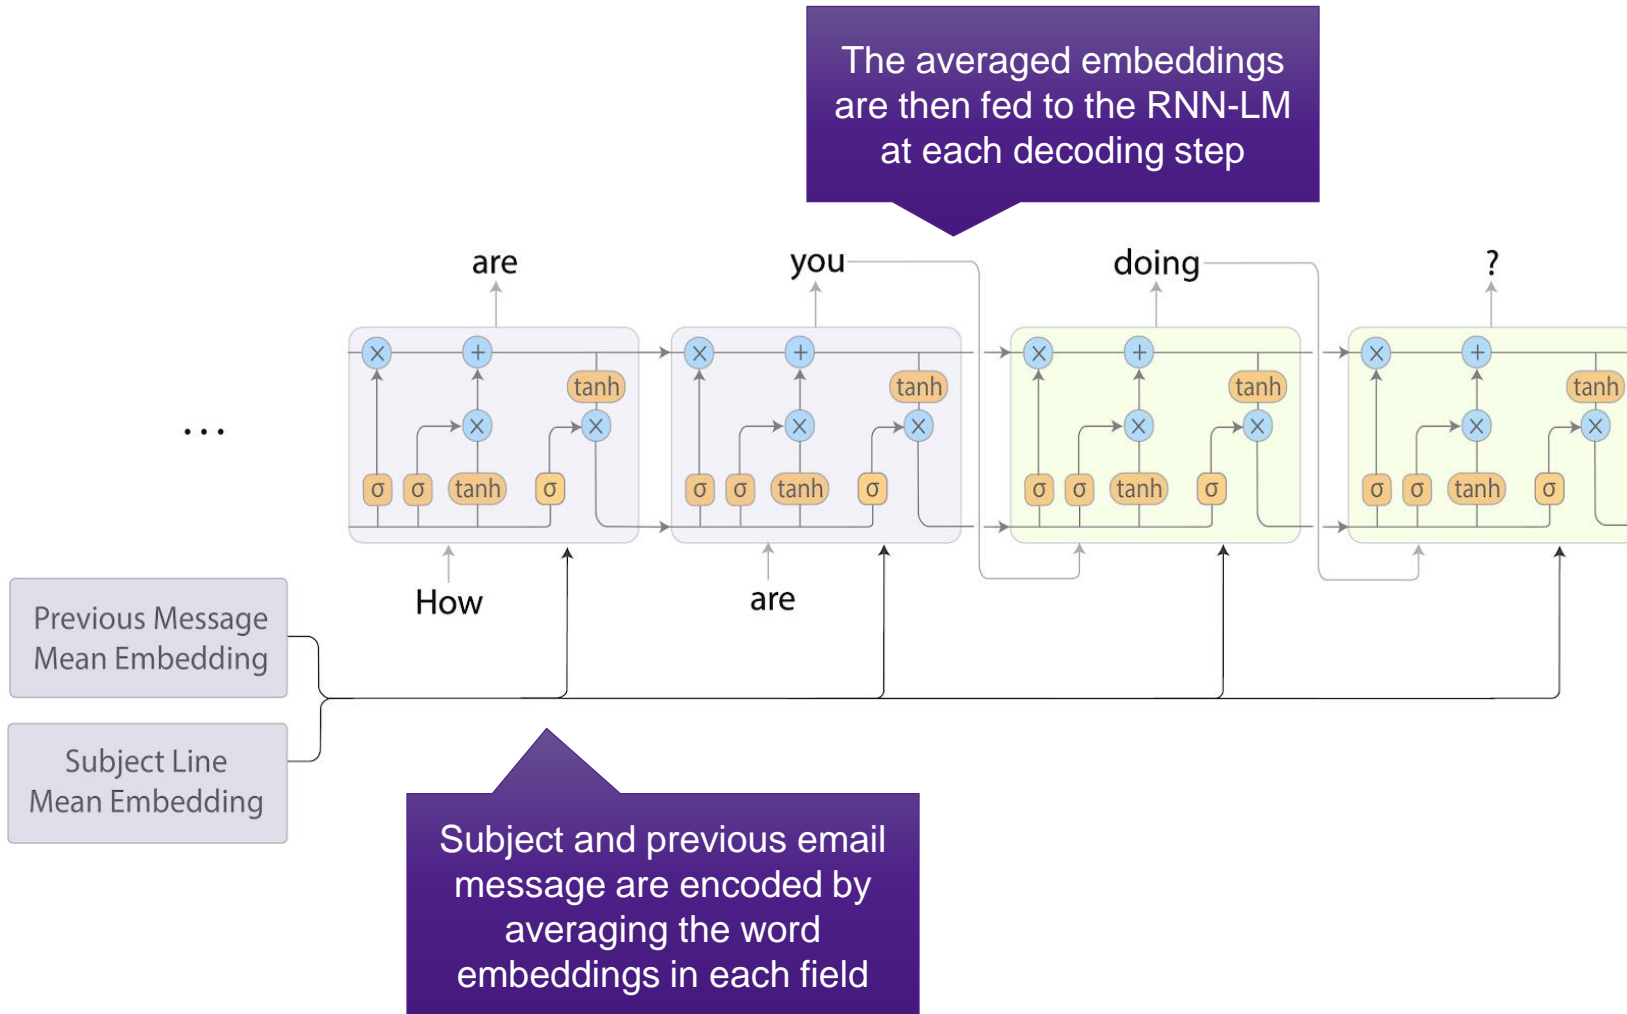 The averaged embeddings
are then fed to the RNN-LM
at each decoding step
are
you
doing
?
× + × + × + × +
tanh tanh tanh tanh
...
× × × × × × × ×
σ σ tanh σ σ σ tanh σ σ σ tanh σ σ σ tanh σ
How
are
Previous Message
Mean Embedding
Subject Line
Mean Embedding
Subject and previous email
message are encoded by
averaging the word
embeddings in each field